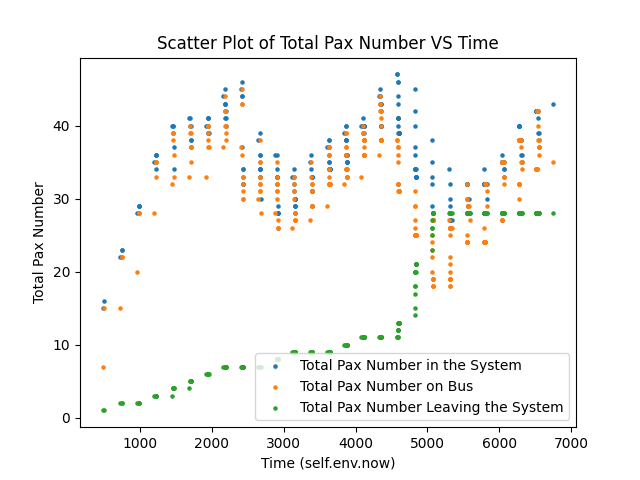 Scatter Plot of Total Pax Number VS Time
Total Pax Number
40
30
20
10
0
Total Pax Number in the System
Total Pax Number on Bus
Total Pax Number Leaving the System
1000 2000 3000 4000 5000 6000 7000
Time (self.env.now)